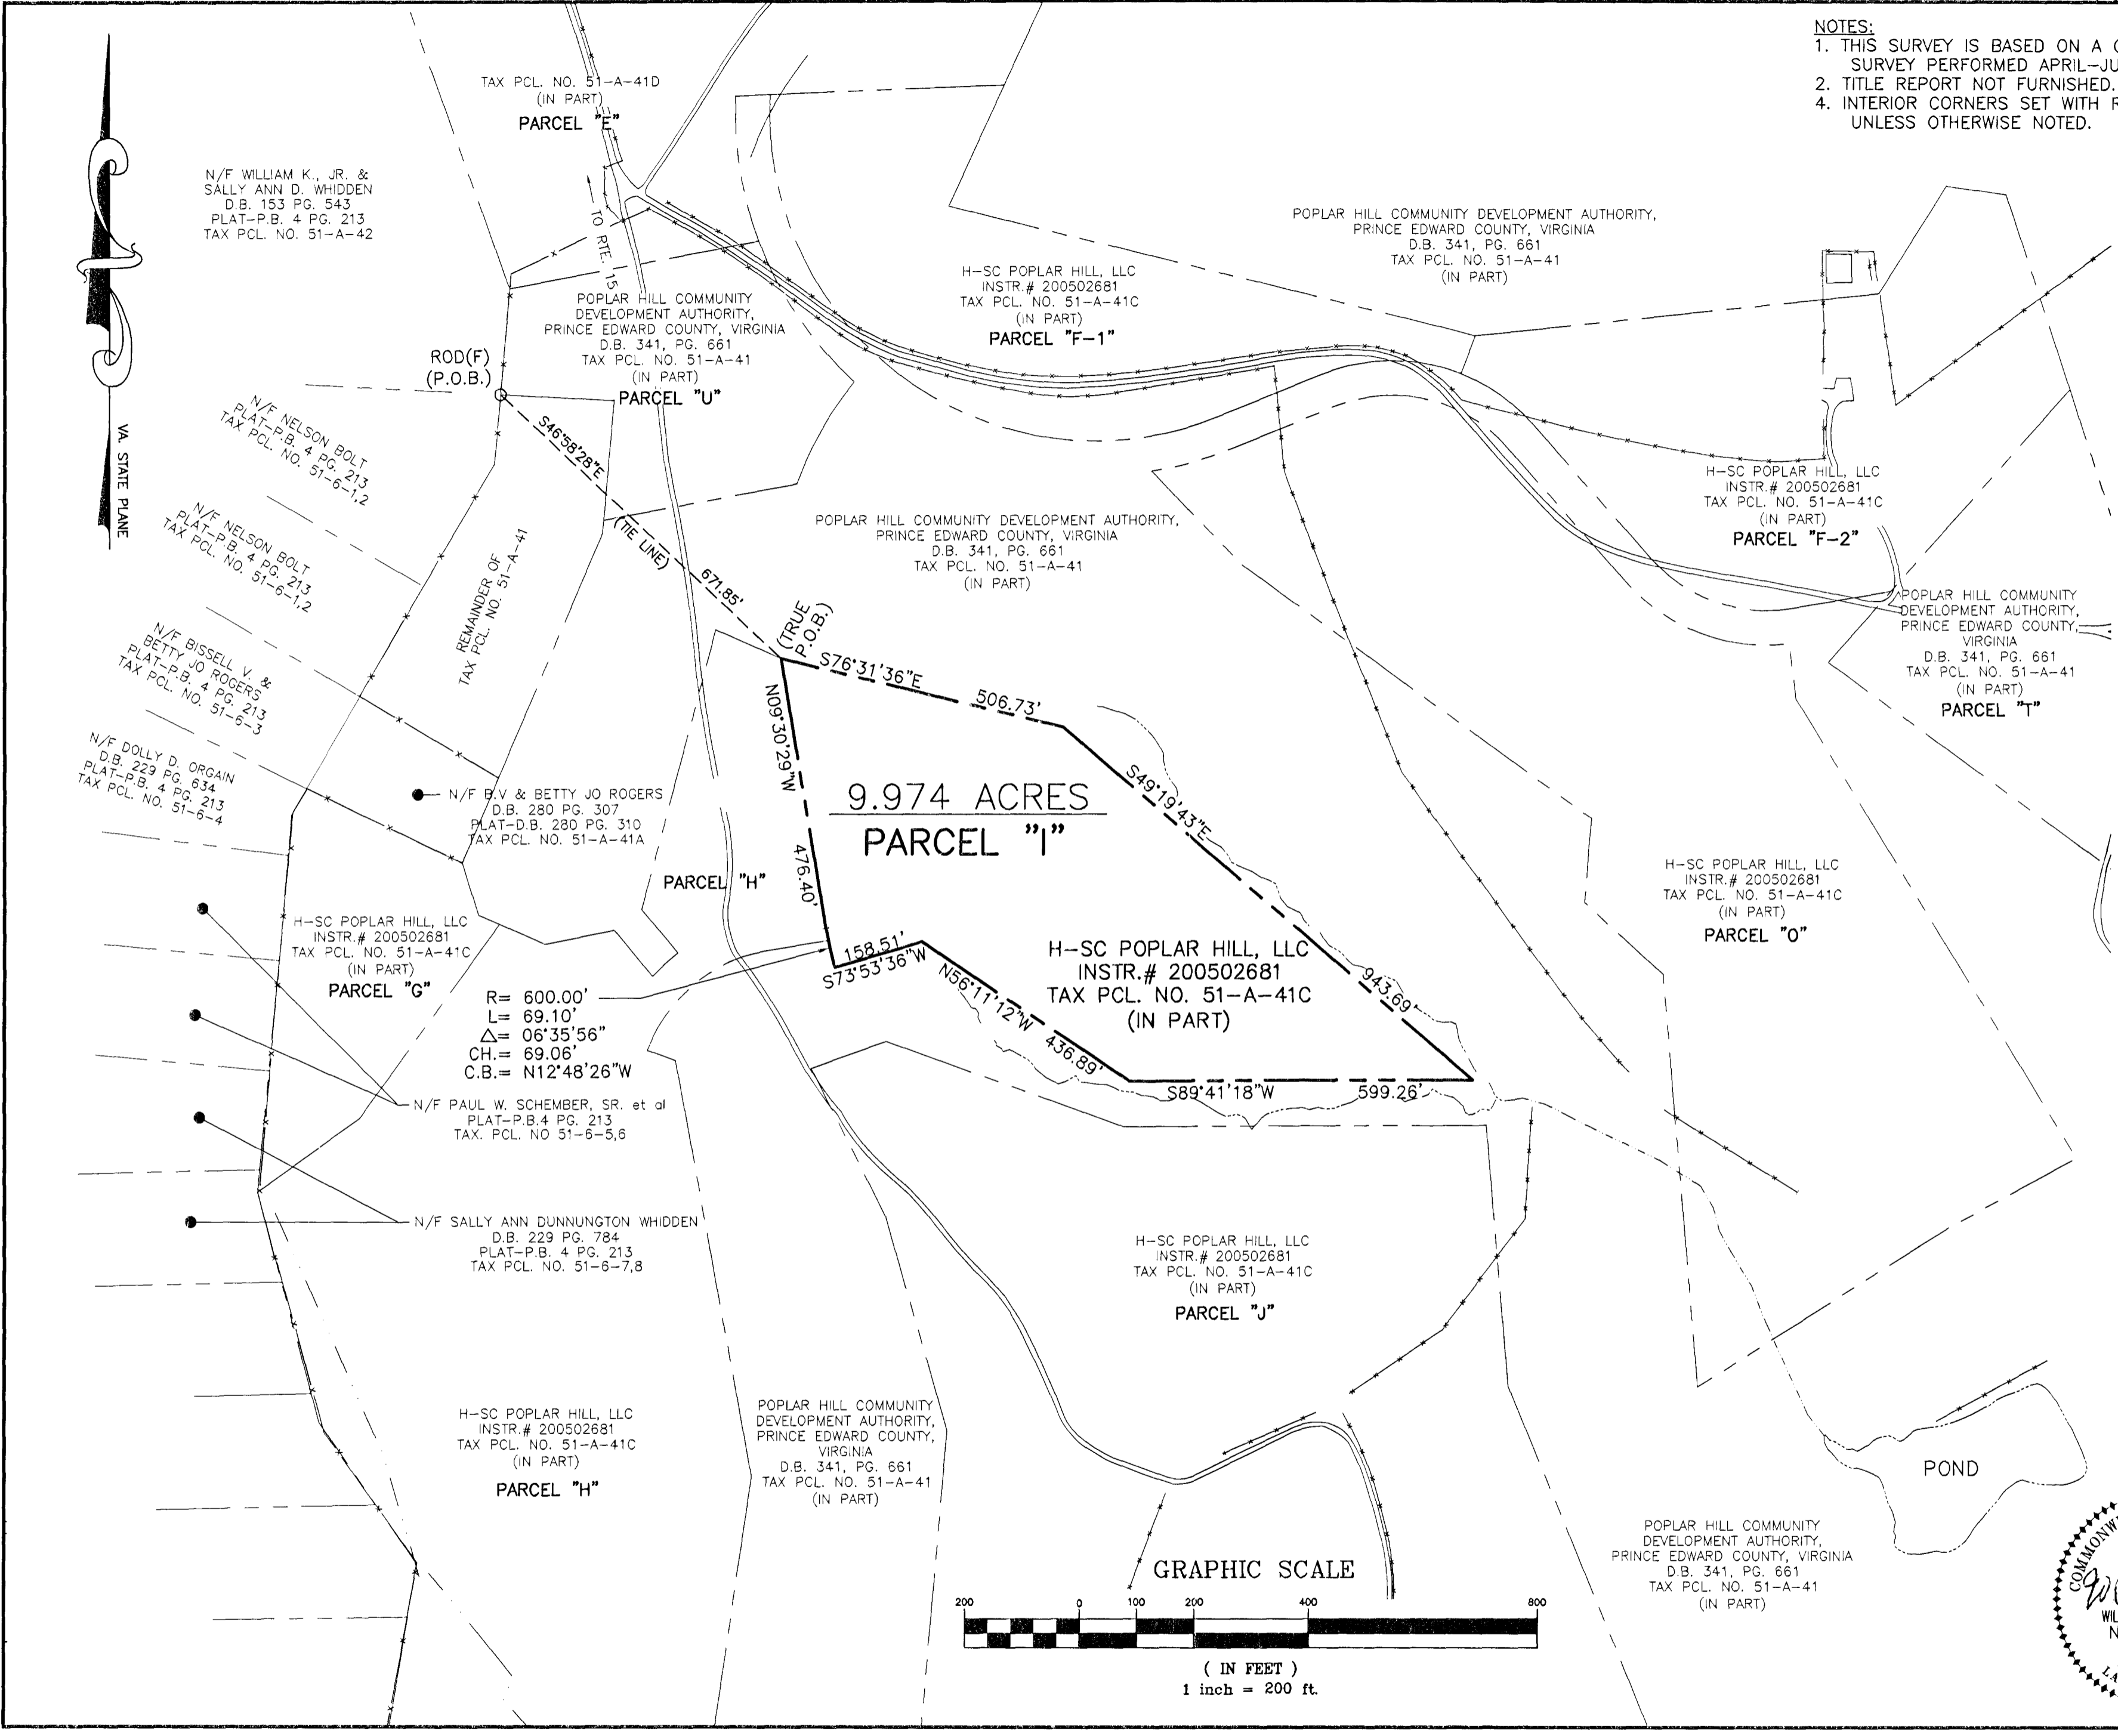 NOTES:
1. THIS SURVEY IS BASED ON A
SURVEY PERFORMED APRIL-JU
2. TITLE REPORT NOT FURNISHED.
4. INTERIOR CORNERS SET WITH
UNLESS OTHERWISE NOTED.
VA. STATE PLANE
TAX PCL. NO. 51-A-41D
(IN PART)
PARCEL "E"
N/F WILLIAM K., JR. &
SALLY ANN D. WHIDDEN
D.B. 153 PG. 543
PLAT-P.B. 4 PG. 213
TAX PCL. NO. 51-A-42
TO RTE. 15
POPLAR HILL COMMUNITY DEVELOPMENT AUTHORITY,
PRINCE EDWARD COUNTY, VIRGINIA
D.B. 341, PG. 661
TAX PCL. NO. 51-A-41
(IN PART)
H-SC POPLAR HILL, LLC
INSTR.# 200502681
TAX PCL. NO. 51-A-41C
(IN PART)
PARCEL "F-1"
POPLAR HILL COMMUNITY
DEVELOPMENT AUTHORITY,
PRINCE EDWARD COUNTY, VIRGINIA
D.B. 341, PG. 661
TAX PCL. NO. 51-A-41
(IN PART)
PARCEL "U"
ROD(F)
(P.O.B.)
N/F NELSON BOLT
PLAT-P.B. 4 PG. 213
TAX PCL. NO. 51-6-1,2
S46°58'28"E
(TIE LINE)
671.85'
H-SC POPLAR HILL, LLC
INSTR.# 200502681
TAX PCL. NO. 51-A-41C
(IN PART)
PARCEL "F-2"
N/F NELSON BOLT
PLAT-P.B. 4 PG. 213
TAX PCL. NO. 51-6-1,2
REMAINDER OF
TAX PCL. NO. 51-A-41
POPLAR HILL COMMUNITY DEVELOPMENT AUTHORITY,
PRINCE EDWARD COUNTY, VIRGINIA
D.B. 341, PG. 661
TAX PCL. NO. 51-A-41
(IN PART)
(TRUE
P.O.B.)
POPLAR HILL COMMUNITY
DEVELOPMENT AUTHORITY,
PRINCE EDWARD COUNTY,
VIRGINIA
D.B. 341, PG. 661
TAX PCL. NO. 51-A-41
(IN PART)
PARCEL "T"
N/F BISSELL V. &
BETTY JO ROGERS
PLAT-P.B. 4 PG. 213
TAX PCL. NO. 51-6-3
S76°31'36"E
506.73'
N09°30'29"W
476.40'
S49°19'43"E
943.69'
N/F DOLLY D. ORGAIN
D.B. 229 PG. 634
PLAT-P.B. 4 PG. 213
TAX PCL. NO. 51-6-4
N/F B.V & BETTY JO ROGERS
D.B. 280 PG. 307
PLAT-D.B. 280 PG. 310
TAX PCL. NO. 51-A-41A
9.974 ACRES
PARCEL "I"
PARCEL "H"
H-SC POPLAR HILL, LLC
INSTR.# 200502681
TAX PCL. NO. 51-A-41C
(IN PART)
PARCEL "O"
H-SC POPLAR HILL, LLC
INSTR.# 200502681
TAX PCL. NO. 51-A-41C
(IN PART)
PARCEL "G"
158.51'
S73°53'36"W
N56°11'12"W
436.89'
H-SC POPLAR HILL, LLC
INSTR.# 200502681
TAX PCL. NO. 51-A-41C
(IN PART)
R= 600.00'
L= 69.10'
△= 06°35'56"
CH.= 69.06'
C.B.= N12°48'26"W
S89°41'18"W
599.26'
N/F PAUL W. SCHEMBER, SR. et al
PLAT-P.B.4 PG. 213
TAX. PCL. NO 51-6-5,6
N/F SALLY ANN DUNNUNGTON WHIDDEN
D.B. 229 PG. 784
PLAT-P.B. 4 PG. 213
TAX PCL. NO. 51-6-7,8
H-SC POPLAR HILL, LLC
INSTR.# 200502681
TAX PCL. NO. 51-A-41C
(IN PART)
PARCEL "J"
H-SC POPLAR HILL, LLC
INSTR.# 200502681
TAX PCL. NO. 51-A-41C
(IN PART)
PARCEL "H"
POPLAR HILL COMMUNITY
DEVELOPMENT AUTHORITY,
PRINCE EDWARD COUNTY,
VIRGINIA
D.B. 341, PG. 661
TAX PCL. NO. 51-A-41
(IN PART)
POND
POPLAR HILL COMMUNITY
DEVELOPMENT AUTHORITY,
PRINCE EDWARD COUNTY, VIRGINIA
D.B. 341, PG. 661
TAX PCL. NO. 51-A-41
(IN PART)
COMMONW
WIL
N
LA
GRAPHIC SCALE
200 0 100 200 400 800
( IN FEET )
1 inch = 200 ft.